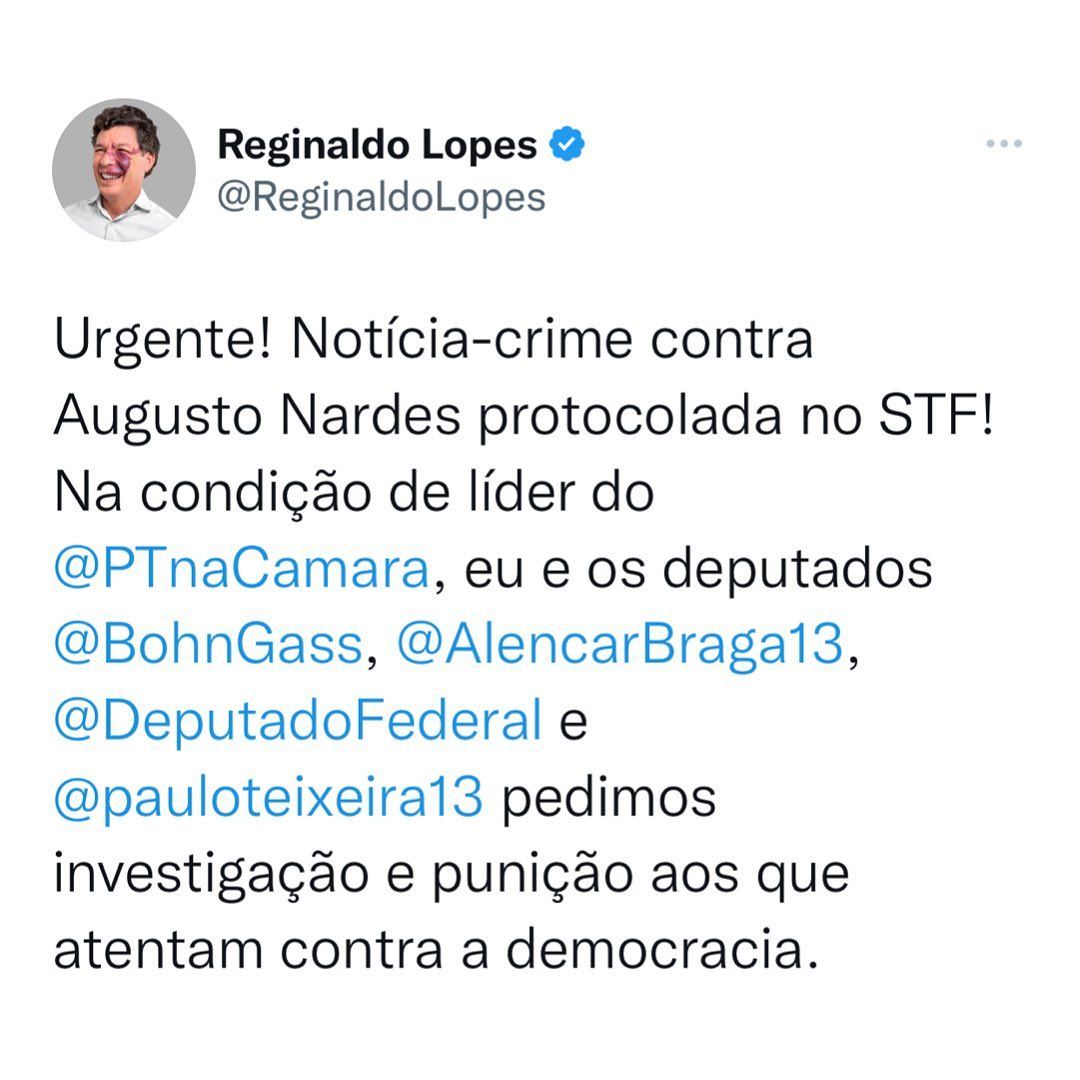 Reginaldo Lopes
@ReginaldoLopes
Urgente! Notícia-crime contra
Augusto Nardes protocolada no STF!
Na condição de líder do
@PTnaCamara, eu e os deputados
@BohnGass, @AlencarBraga13,
@DeputadoFederal e
@pauloteixeira13 pedimos
investigação e punição aos que
atentam contra a democracia.